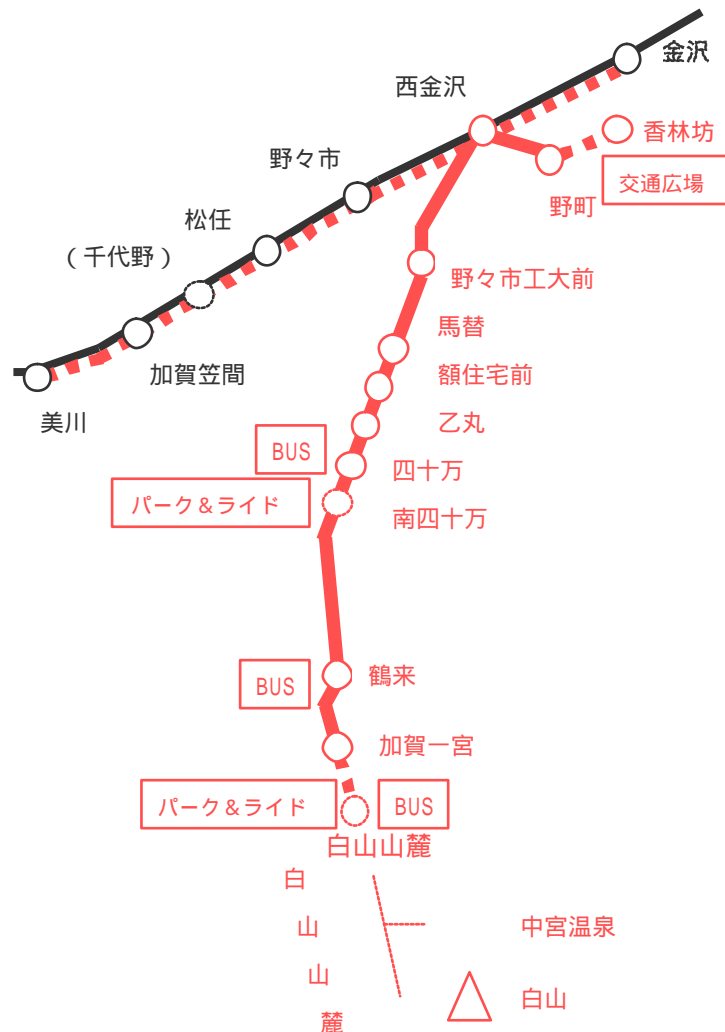 金沢
西金沢
香林坊
野々市
交通広場
野町
松任
(千代野)
野々市工大前
馬替
加賀笠間
額住宅前
美川
乙丸
BUS
四十万
パーク&ライド
南四十万
鶴来
BUS
加賀一宮
パーク&ライド
BUS
白山山麓
白山山麓
中宮温泉
白山